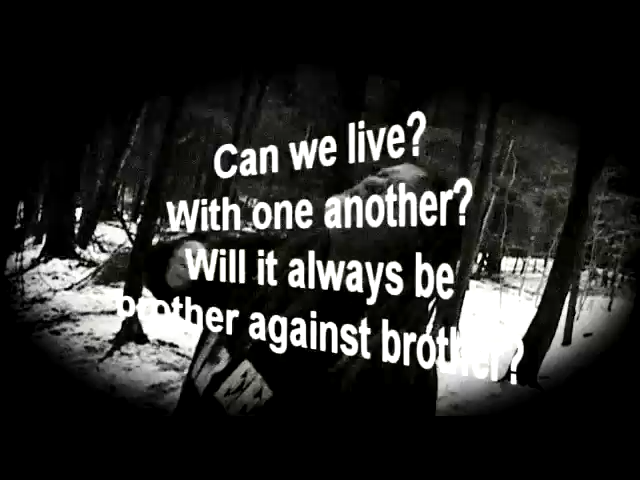 Can we live?
With one another?
Will it always be
brother against brother?